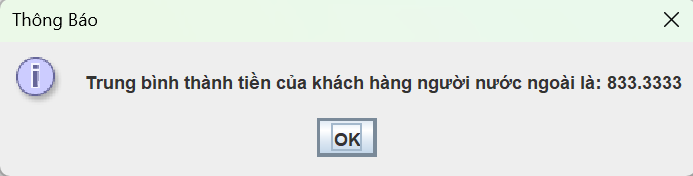 Thông Báo
Trung bình thành tiền của khách hàng người nước ngoài là: 833.3333
OK